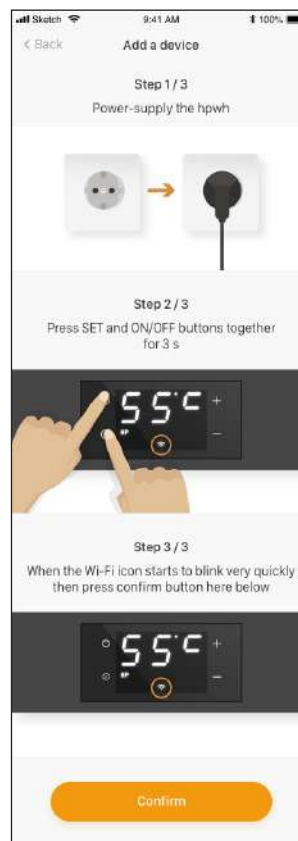 Sketch 9:41 AM 100%
< Back Add a device
Step 1 / 3
Power-supply the hpwh
Step 2 / 3
Press SET and ON/OFF buttons together
for 3 s
55°C +
HP −
Step 3 / 3
When the Wi-Fi icon starts to blink very quickly
then press confirm button here below
55°C +
HP −
Confirm